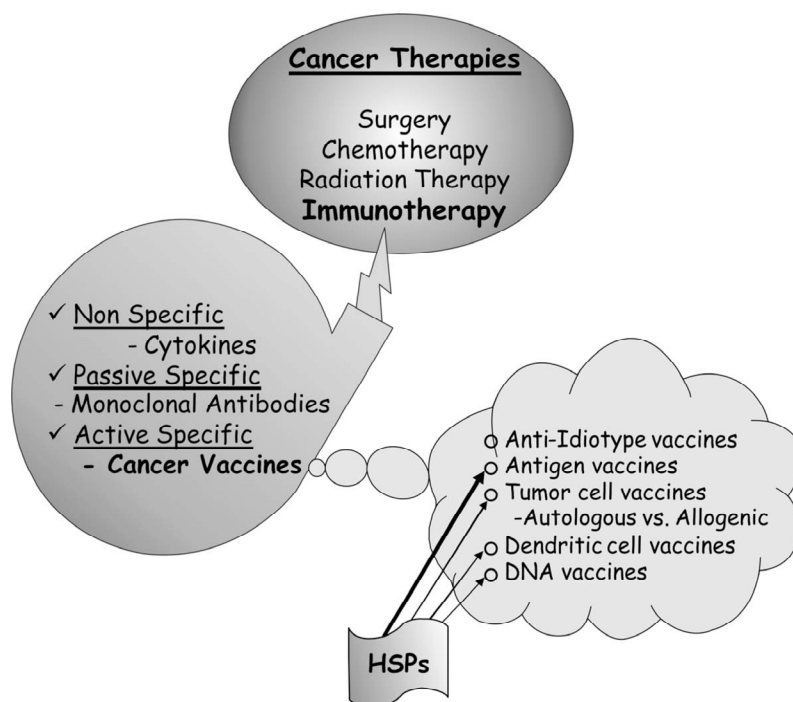 Cancer Therapies
Surgery
Chemotherapy
Radiation Therapy
Immunotherapy
✓ Non Specific
- Cytokines
✓ Passive Specific
- Monoclonal Antibodies
✓ Active Specific
- Cancer Vaccines
Anti-Idiotype vaccines
Antigen vaccines
Tumor cell vaccines
-Autologous vs. Allogenic
Dendritic cell vaccines
DNA vaccines
HSPs